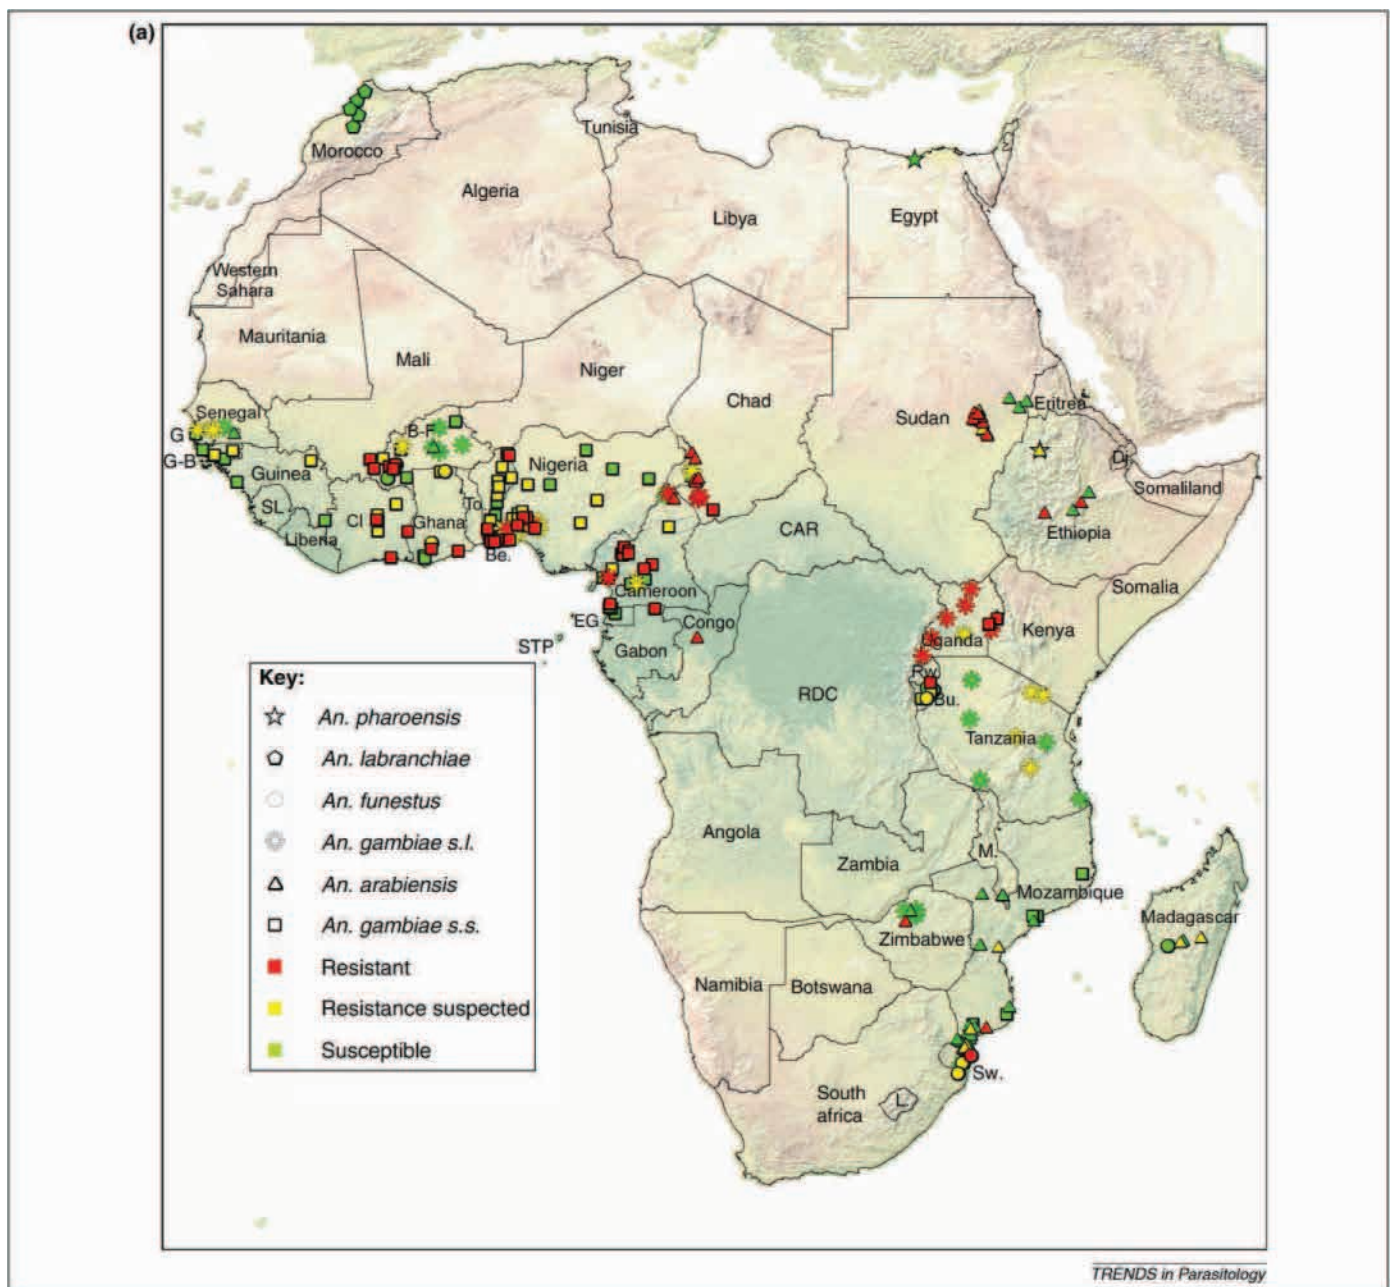 (a)
Tunisia
Morocco
Algeria
Libya
Egypt
Western
Sahara
Mauritania
Mali
Niger
Chad
Sudan
Eritrea
Senegal
G
B-F
G-B
Guinea
Nigeria
Dj.
Somaliland
SL
CI
Ghana
To.
Liberia
Be.
CAR
Ethiopia
Cameroon
Somalia
EG
Congo
Uganda
Kenya
STP
Gabon
RDC
Rw.
Bu.
Tanzania
Key:
An. pharoensis
An. labranchiae
An. funestus
An. gambiae s.l.
An. arabiensis
An. gambiae s.s.
Resistant
Resistance suspected
Susceptible
Angola
Zambia
M.
Mozambique
Madagascar
Zimbabwe
Namibia
Botswana
Sw.
South
africa
L.
TRENDS in Parasitology